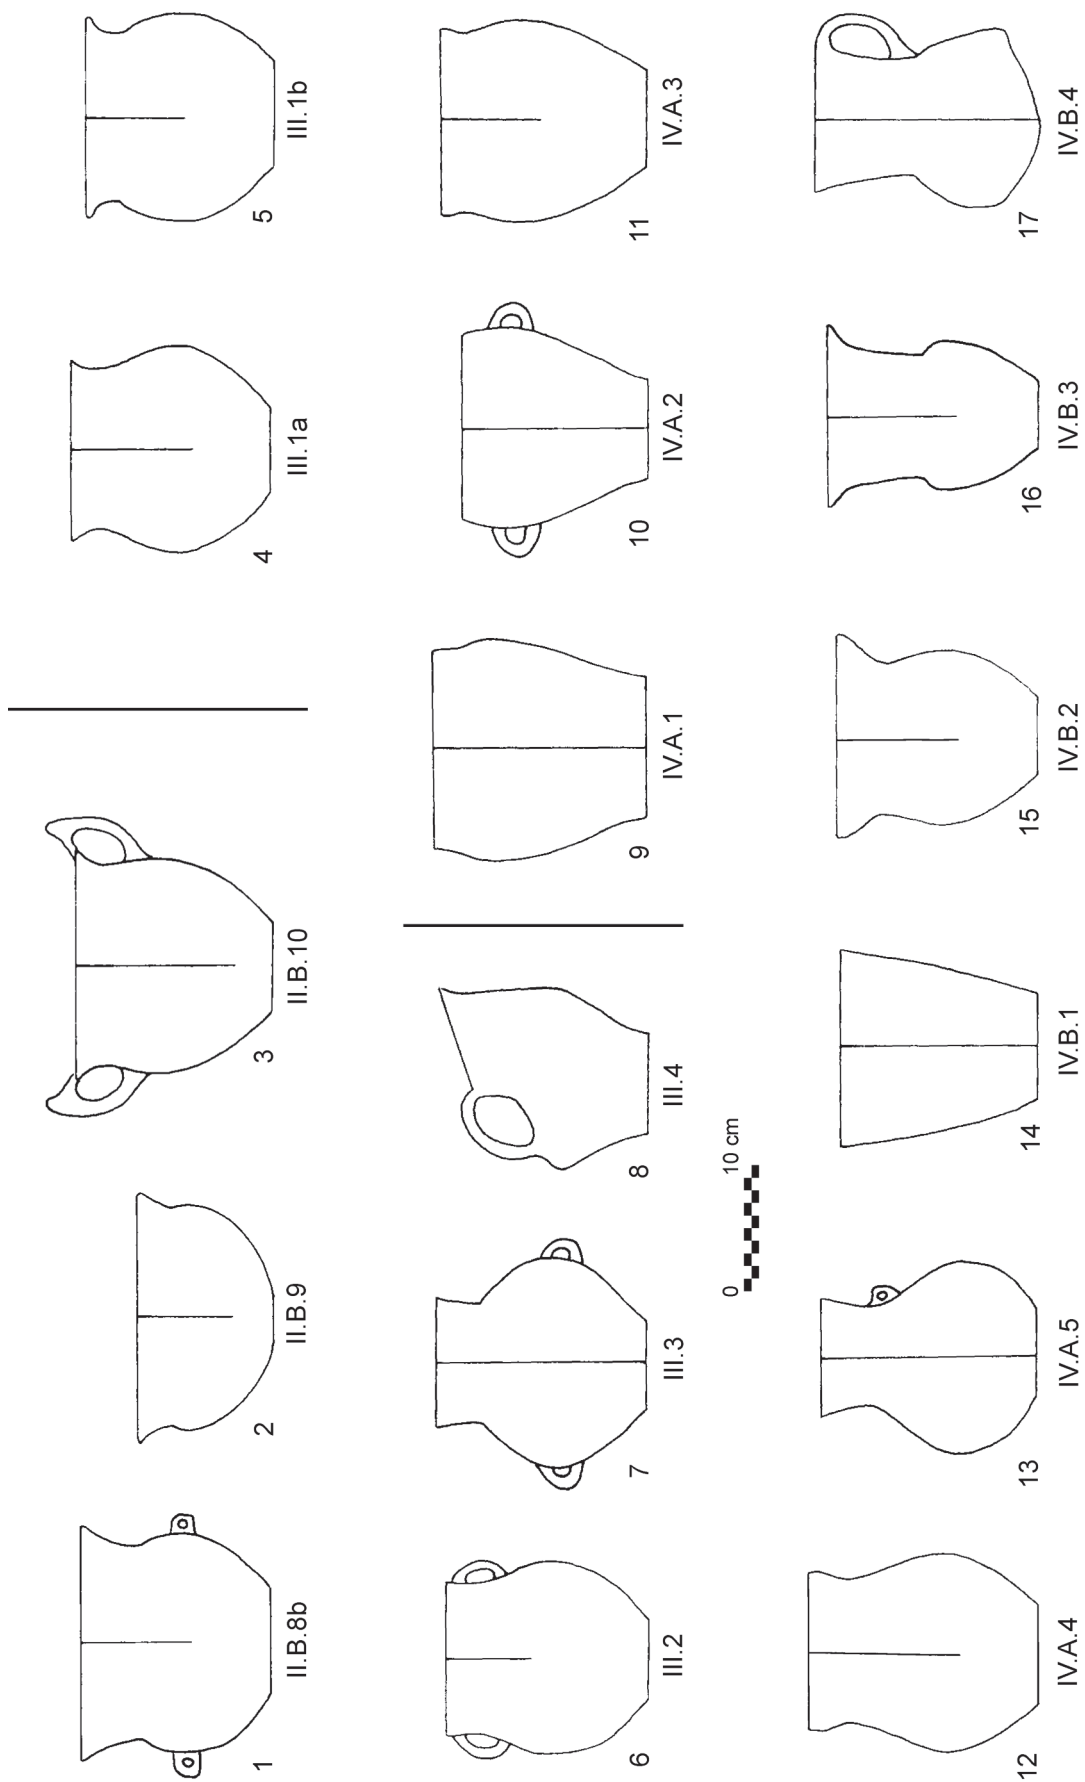 1
II.B.8b
2
II.B.9
3
II.B.10
4
III.1a
5
III.1b
6
III.2
7
III.3
8
III.4
9
IV.A.1
10
IV.A.2
11
IV.A.3
0 10 cm
12
IV.A.4
13
IV.A.5
14
IV.B.1
15
IV.B.2
16
IV.B.3
17
IV.B.4